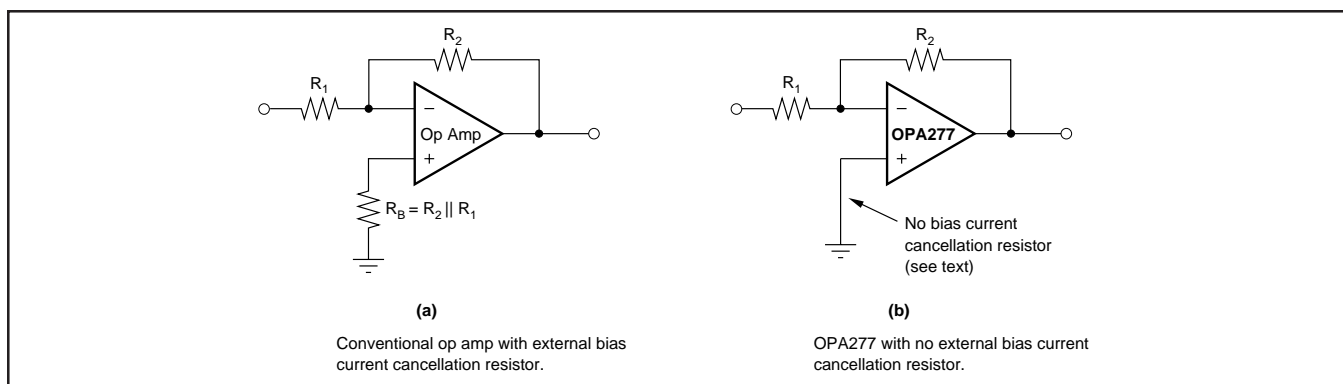 R2
R1
−
Op Amp
+
RB = R2 || R1
(a)
Conventional op amp with external bias
current cancellation resistor.
R2
R1
−
OPA277
+
No bias current
cancellation resistor
(see text)
(b)
OPA277 with no external bias current
cancellation resistor.